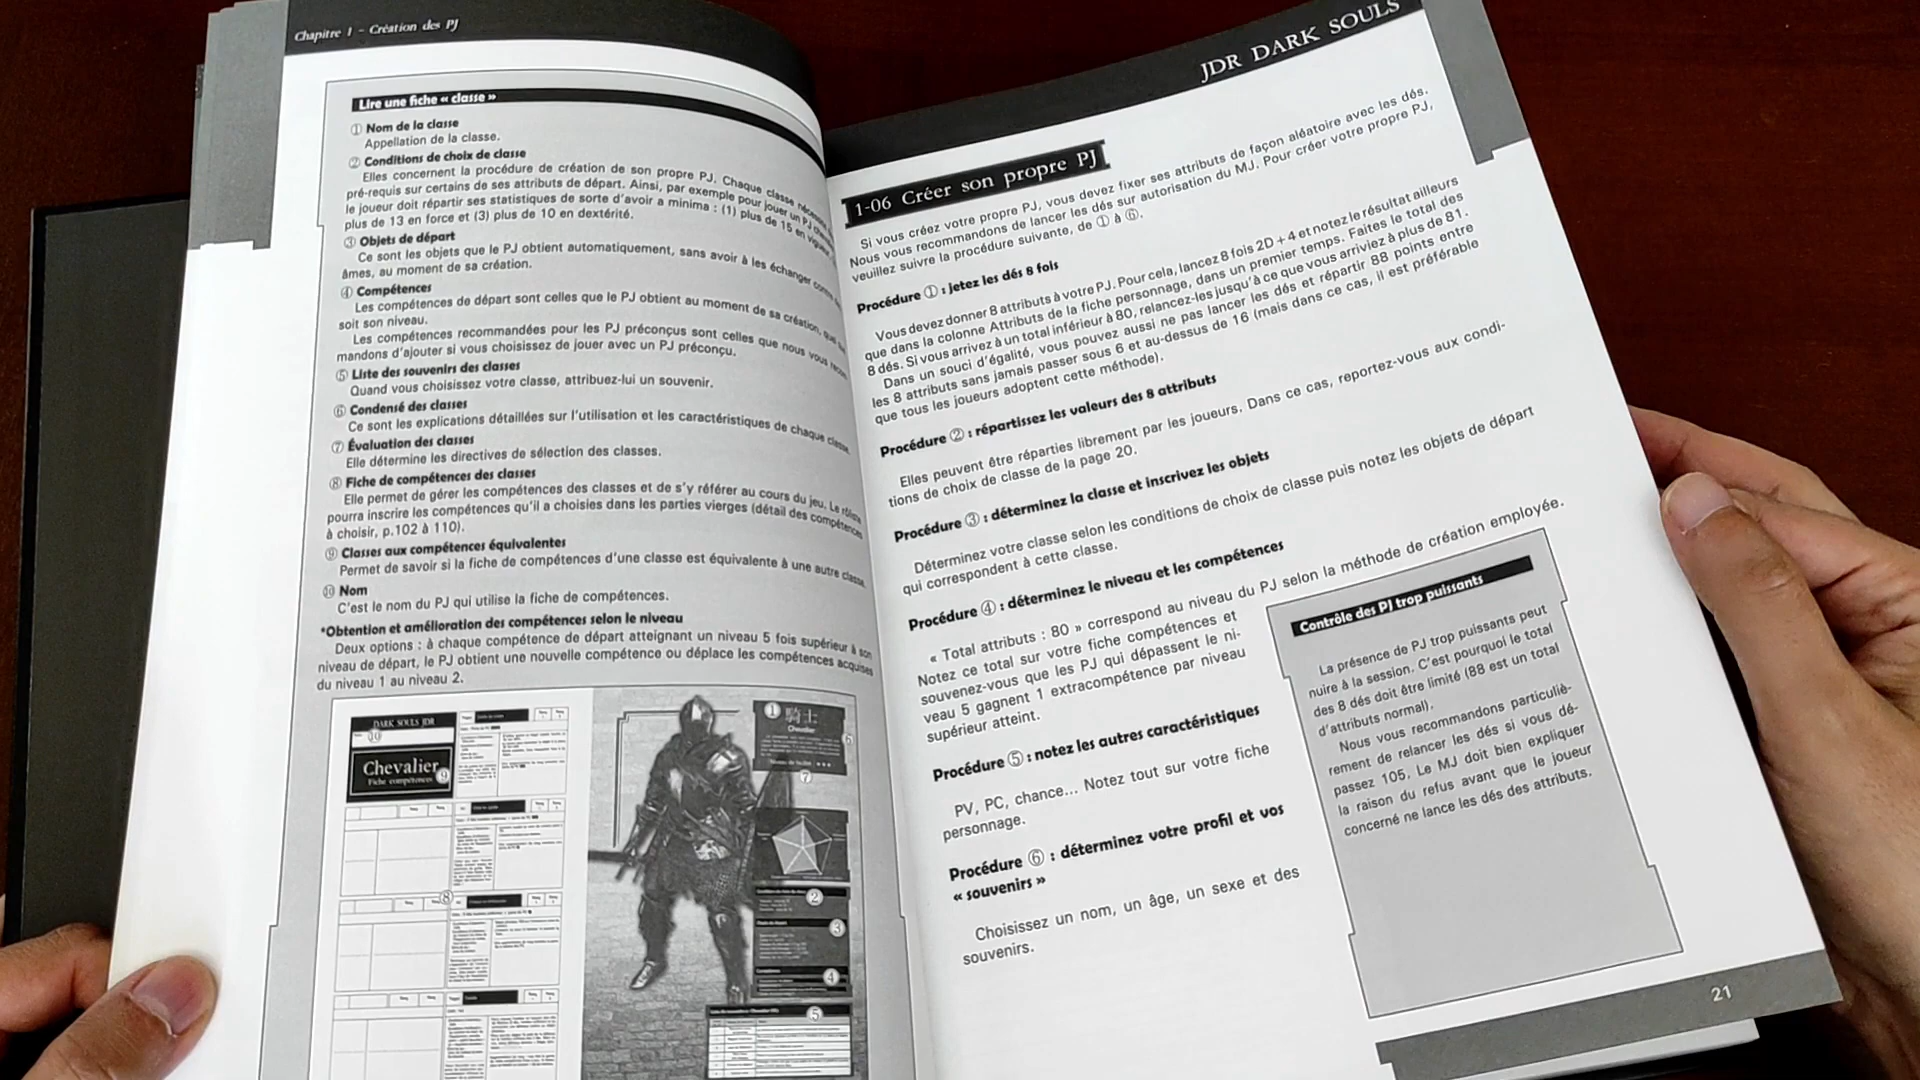 Chapitre 1 - Création des PJ
Lire une fiche « classe »
① Nom de la classe
Appellation de la classe.
② Conditions de choix de classe
Elles concernent la procédure de création de son propre PJ. Chaque classe
pré-requis sur certains de ses attributs de départ. Ainsi, par exemple pour jouer un PJ
le joueur doit répartir ses statistiques de sorte d'avoir a minima : (1) plus de 15 en
plus de 13 en force et (3) plus de 10 en dextérité.
③ Objets de départ
Ce sont les objets que le PJ obtient automatiquement, sans avoir à les échanger
âmes, au moment de sa création.
④ Compétences
Les compétences de départ sont celles que le PJ obtient au moment de sa création,
soit son niveau.
Les compétences recommandées pour les PJ préconçus sont celles que nous vous
mandons d'ajouter si vous choisissez de jouer avec un PJ préconçu.
⑤ Liste des souvenirs des classes
Quand vous choisissez votre classe, attribuez-lui un souvenir.
⑥ Condensé des classes
Ce sont les explications détaillées sur l'utilisation et les caractéristiques de chaque classe.
⑦ Évaluation des classes
Elle détermine les directives de sélection des classes.
⑧ Fiche de compétences des classes
Elle permet de gérer les compétences des classes et de s'y référer au cours du jeu. Le
pourra inscrire les compétences qu'il a choisies dans les parties vierges (détail des compétences
à choisir, p.102 à 110).
⑨ Classes aux compétences équivalentes
Permet de savoir si la fiche de compétences d'une classe est équivalente à une autre classe.
⑩ Nom
C'est le nom du PJ qui utilise la fiche de compétences.
*Obtention et amélioration des compétences selon le niveau
Deux options : à chaque compétence de départ atteignant un niveau 5 fois supérieur à son
niveau de départ, le PJ obtient une nouvelle compétence ou déplace les compétences acquises
du niveau 1 au niveau 2.
DARK SOULS JDR
⑩
Chevalier
⑨
Fiche compétences
⑧
① 騎士
Chevalier
⑥
⑦
②
③
④
⑤
JDR DARK SOULS
1-06 Créer son propre PJ
Si vous créez votre propre PJ, vous devez fixer ses attributs de façon aléatoire avec les dés.
Nous vous recommandons de lancer les dés sur autorisation du MJ. Pour créer votre propre PJ,
veuillez suivre la procédure suivante, de ① à ⑥.
Procédure ① : jetez les dés 8 fois
Vous devez donner 8 attributs à votre PJ. Pour cela, lancez 8 fois 2D + 4 et notez le résultat ailleurs
que dans la colonne Attributs de la fiche personnage, dans un premier temps. Faites le total des
8 dés. Si vous arrivez à un total inférieur à 80, relancez-les jusqu'à ce que vous arriviez à plus de 81.
Dans un souci d'égalité, vous pouvez aussi ne pas lancer les dés et répartir 88 points entre
les 8 attributs sans jamais passer sous 6 et au-dessus de 16 (mais dans ce cas, il est préférable
que tous les joueurs adoptent cette méthode).
Procédure ② : répartissez les valeurs des 8 attributs
Elles peuvent être réparties librement par les joueurs. Dans ce cas, reportez-vous aux condi-
tions de choix de classe de la page 20.
Procédure ③ : déterminez la classe et inscrivez les objets
Déterminez votre classe selon les conditions de choix de classe puis notez les objets de départ
qui correspondent à cette classe.
Procédure ④ : déterminez le niveau et les compétences
« Total attributs : 80 » correspond au niveau du PJ selon la méthode de création employée.
Notez ce total sur votre fiche compétences et
souvenez-vous que les PJ qui dépassent le ni-
veau 5 gagnent 1 extracompétence par niveau
supérieur atteint.
Procédure ⑤ : notez les autres caractéristiques
PV, PC, chance... Notez tout sur votre fiche
personnage.
Procédure ⑥ : déterminez votre profil et vos
« souvenirs »
Choisissez un nom, un âge, un sexe et des
souvenirs.
Contrôle des PJ trop puissants
La présence de PJ trop puissants peut
nuire à la session. C'est pourquoi le total
des 8 dés doit être limité (88 est un total
d'attributs normal).
Nous vous recommandons particuliè-
rement de relancer les dés si vous dé-
passez 105. Le MJ doit bien expliquer
la raison du refus avant que le joueur
concerné ne lance les dés des attributs.
21